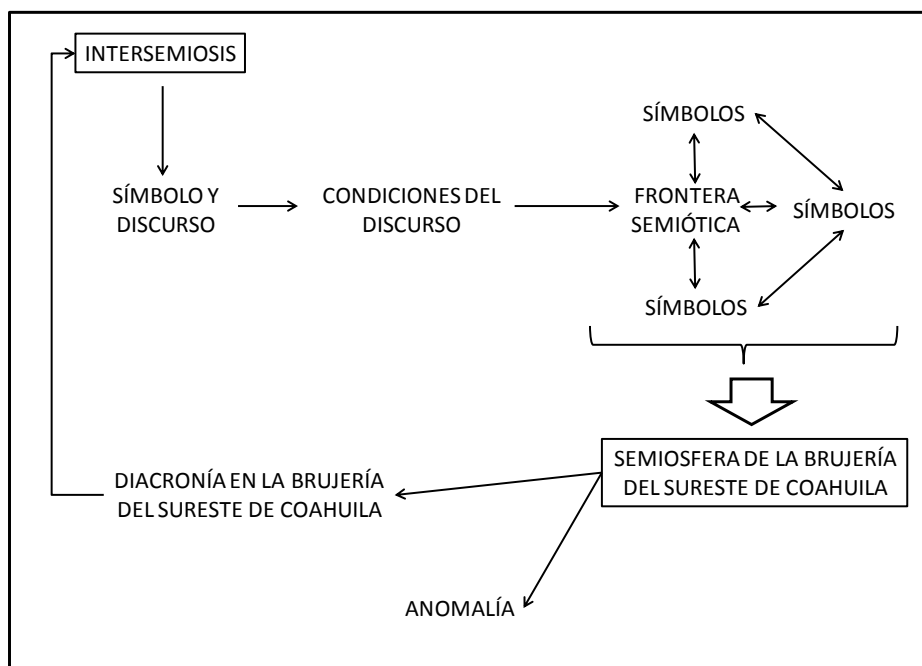 INTERSEMIOSIS
SÍMBOLOS
SÍMBOLO Y
DISCURSO
CONDICIONES DEL
DISCURSO
FRONTERA
SEMIÓTICA
SÍMBOLOS
SÍMBOLOS
SEMIOSFERA DE LA BRUJERÍA
DEL SURESTE DE COAHUILA
DIACRONÍA EN LA BRUJERÍA
DEL SURESTE DE COAHUILA
ANOMALÍA